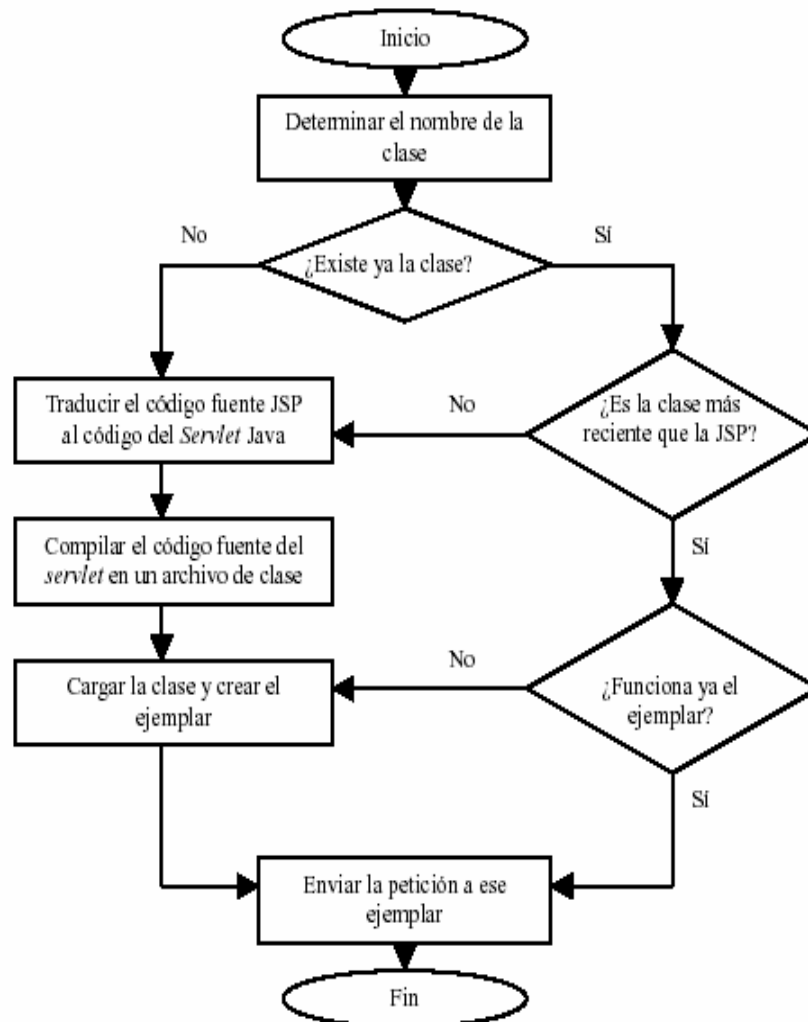 Inicio
Determinar el nombre de la
clase
No
Sí
¿Existe ya la clase?
Traducir el código fuente JSP
al código del Servlet Java
No
¿Es la clase más
reciente que la JSP?
Compilar el código fuente del
servlet en un archivo de clase
Sí
Cargar la clase y crear el
ejemplar
No
¿Funciona ya el
ejemplar?
Sí
Enviar la petición a ese
ejemplar
Fin